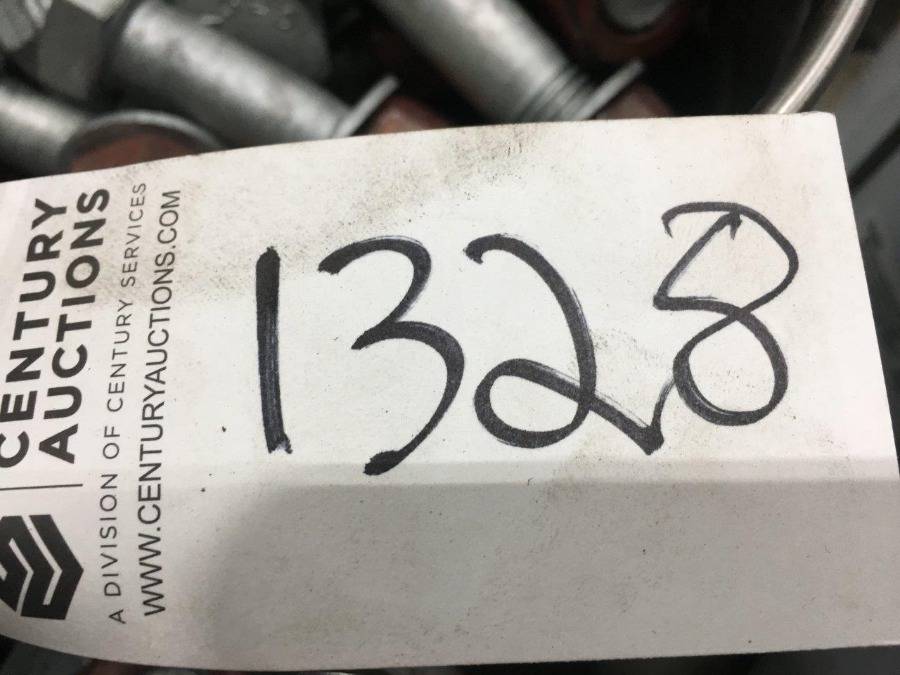 CENTURY
AUCTIONS
A DIVISION OF CENTURY SERVICES
WWW.CENTURYAUCTIONS.COM
1328